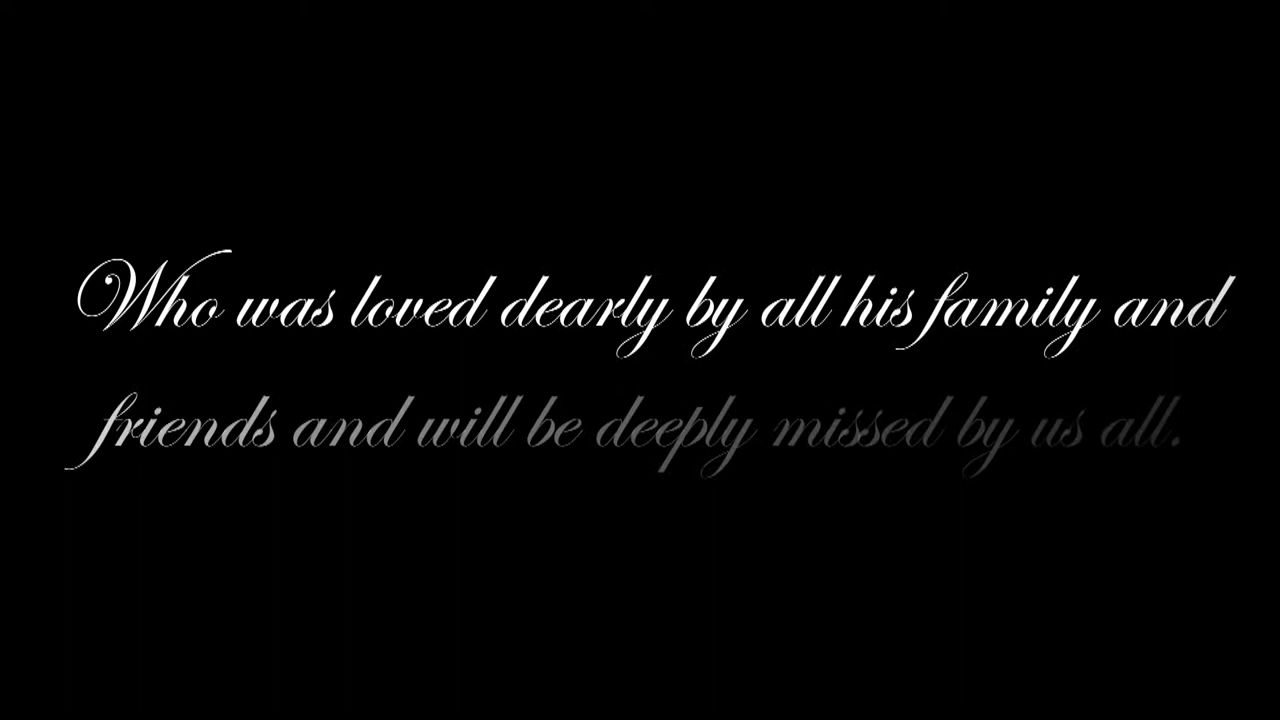 Who was loved dearly by all his family and
friends and will be deeply missed by us all.